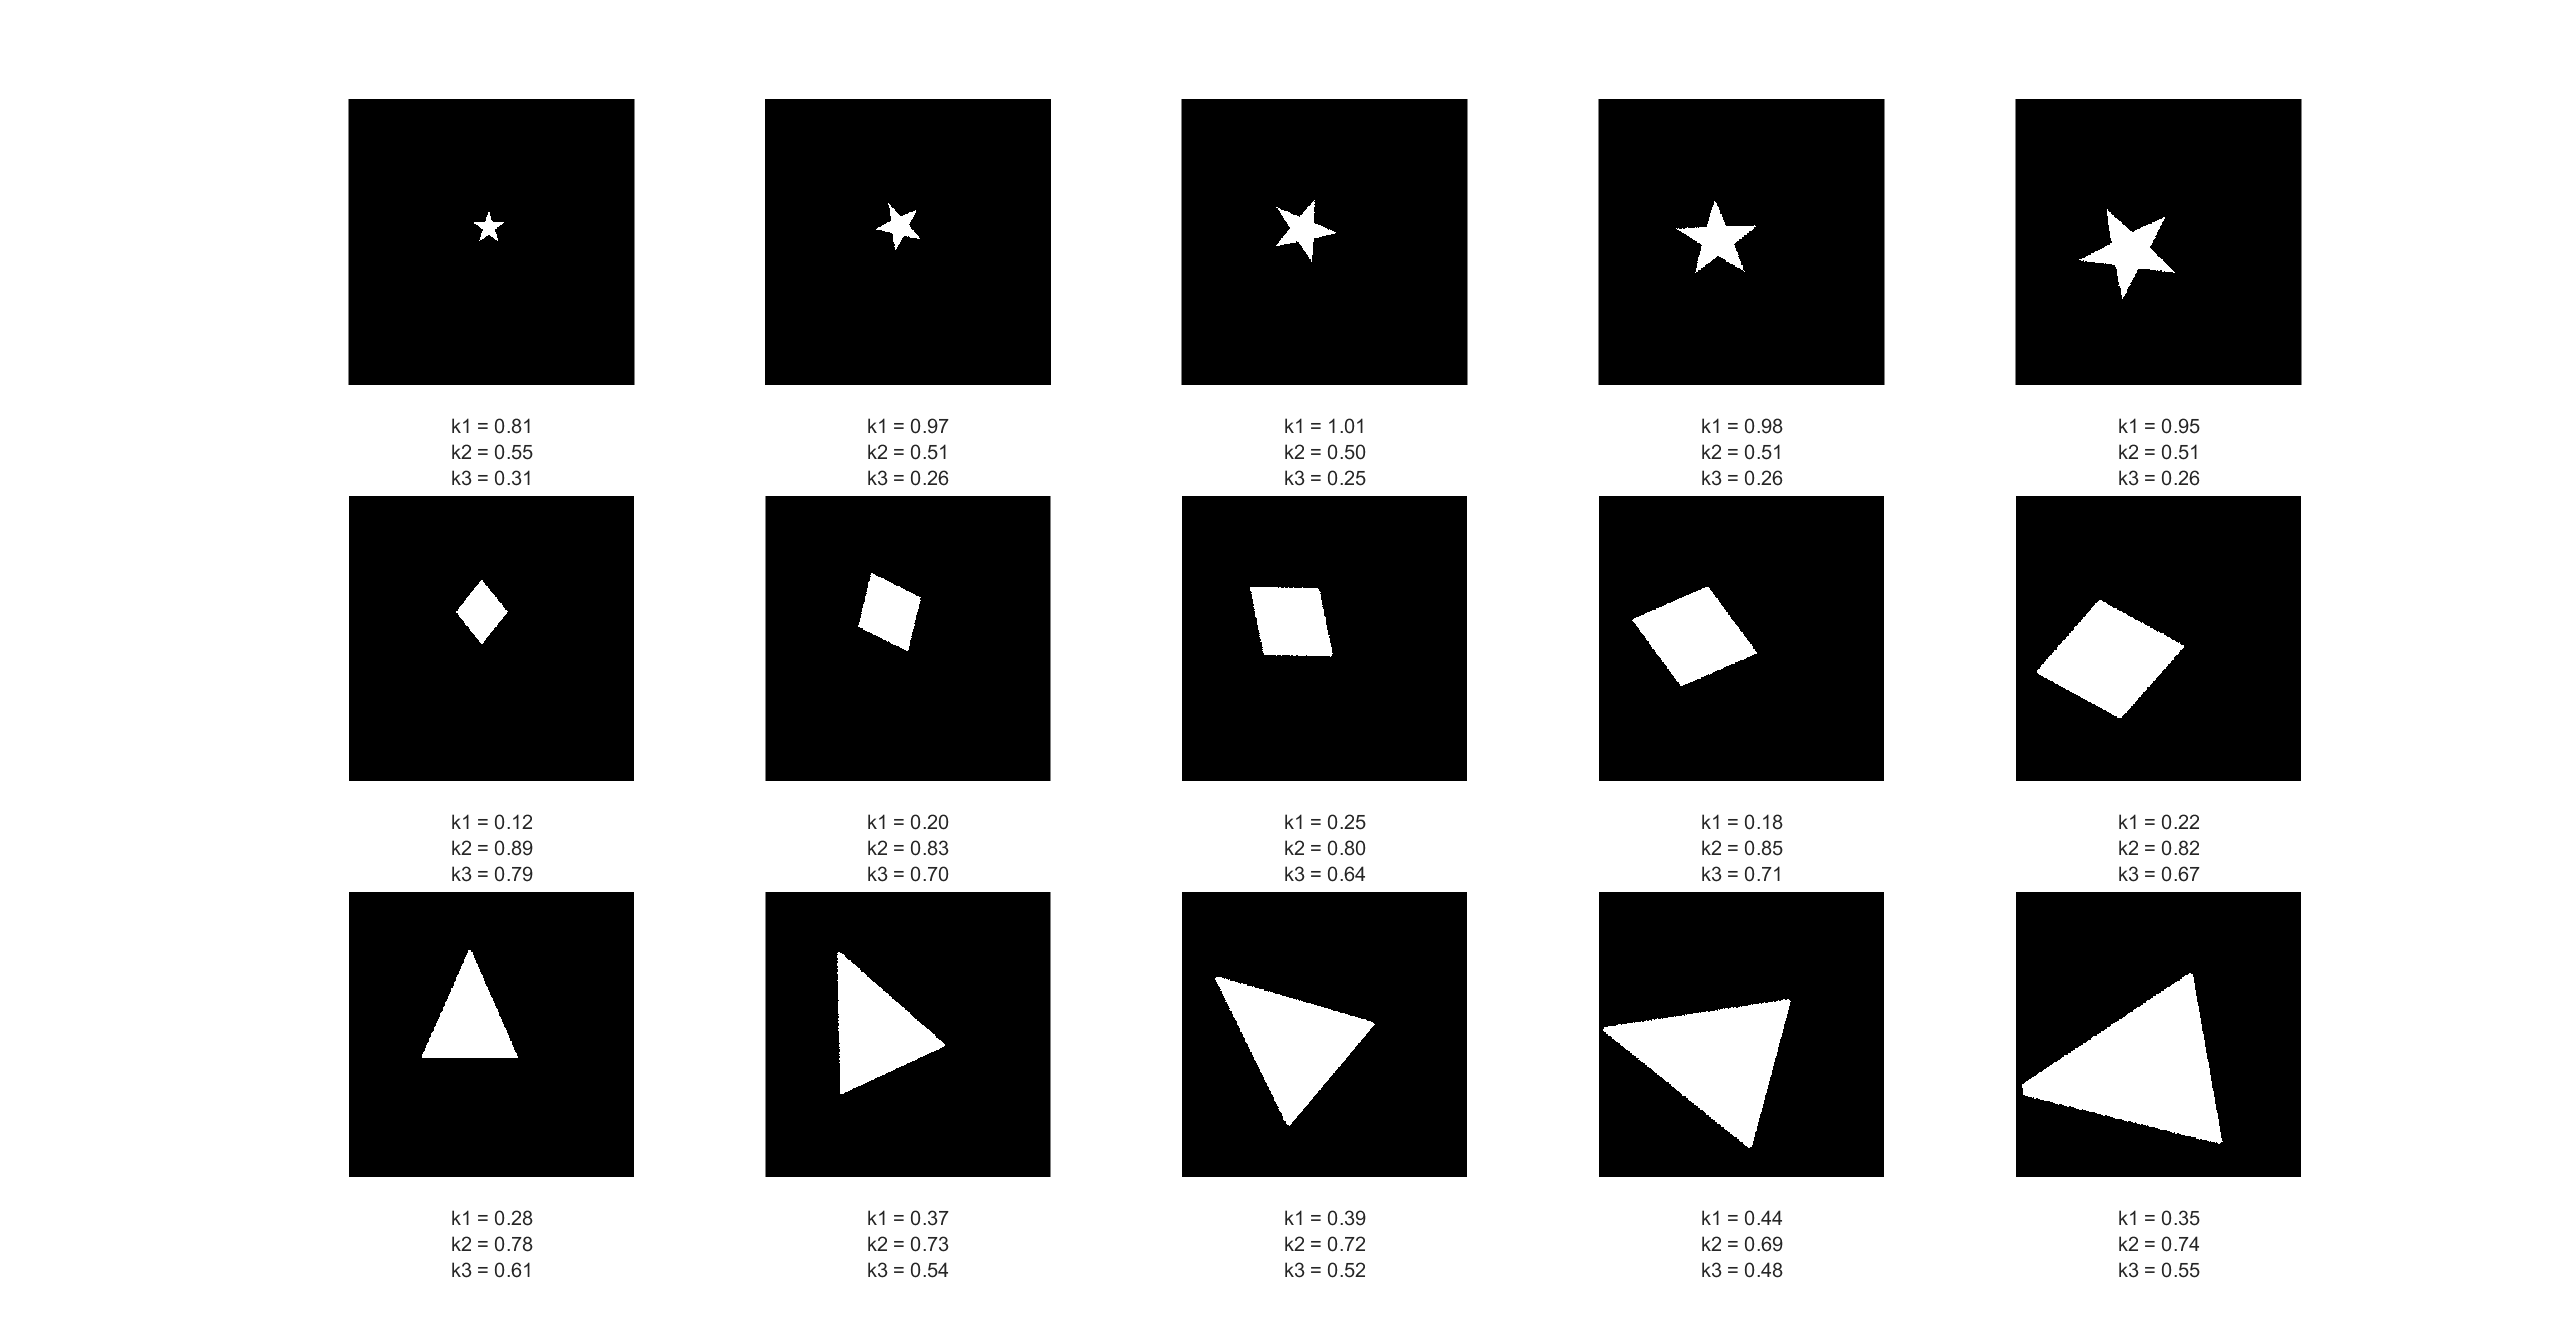 k1 = 0.81
k2 = 0.55
k3 = 0.31
k1 = 0.97
k2 = 0.51
k3 = 0.26
k1 = 1.01
k2 = 0.50
k3 = 0.25
k1 = 0.98
k2 = 0.51
k3 = 0.26
k1 = 0.95
k2 = 0.51
k3 = 0.26
k1 = 0.12
k2 = 0.89
k3 = 0.79
k1 = 0.20
k2 = 0.83
k3 = 0.70
k1 = 0.25
k2 = 0.80
k3 = 0.64
k1 = 0.18
k2 = 0.85
k3 = 0.71
k1 = 0.22
k2 = 0.82
k3 = 0.67
k1 = 0.28
k2 = 0.78
k3 = 0.61
k1 = 0.37
k2 = 0.73
k3 = 0.54
k1 = 0.39
k2 = 0.72
k3 = 0.52
k1 = 0.44
k2 = 0.69
k3 = 0.48
k1 = 0.35
k2 = 0.74
k3 = 0.55